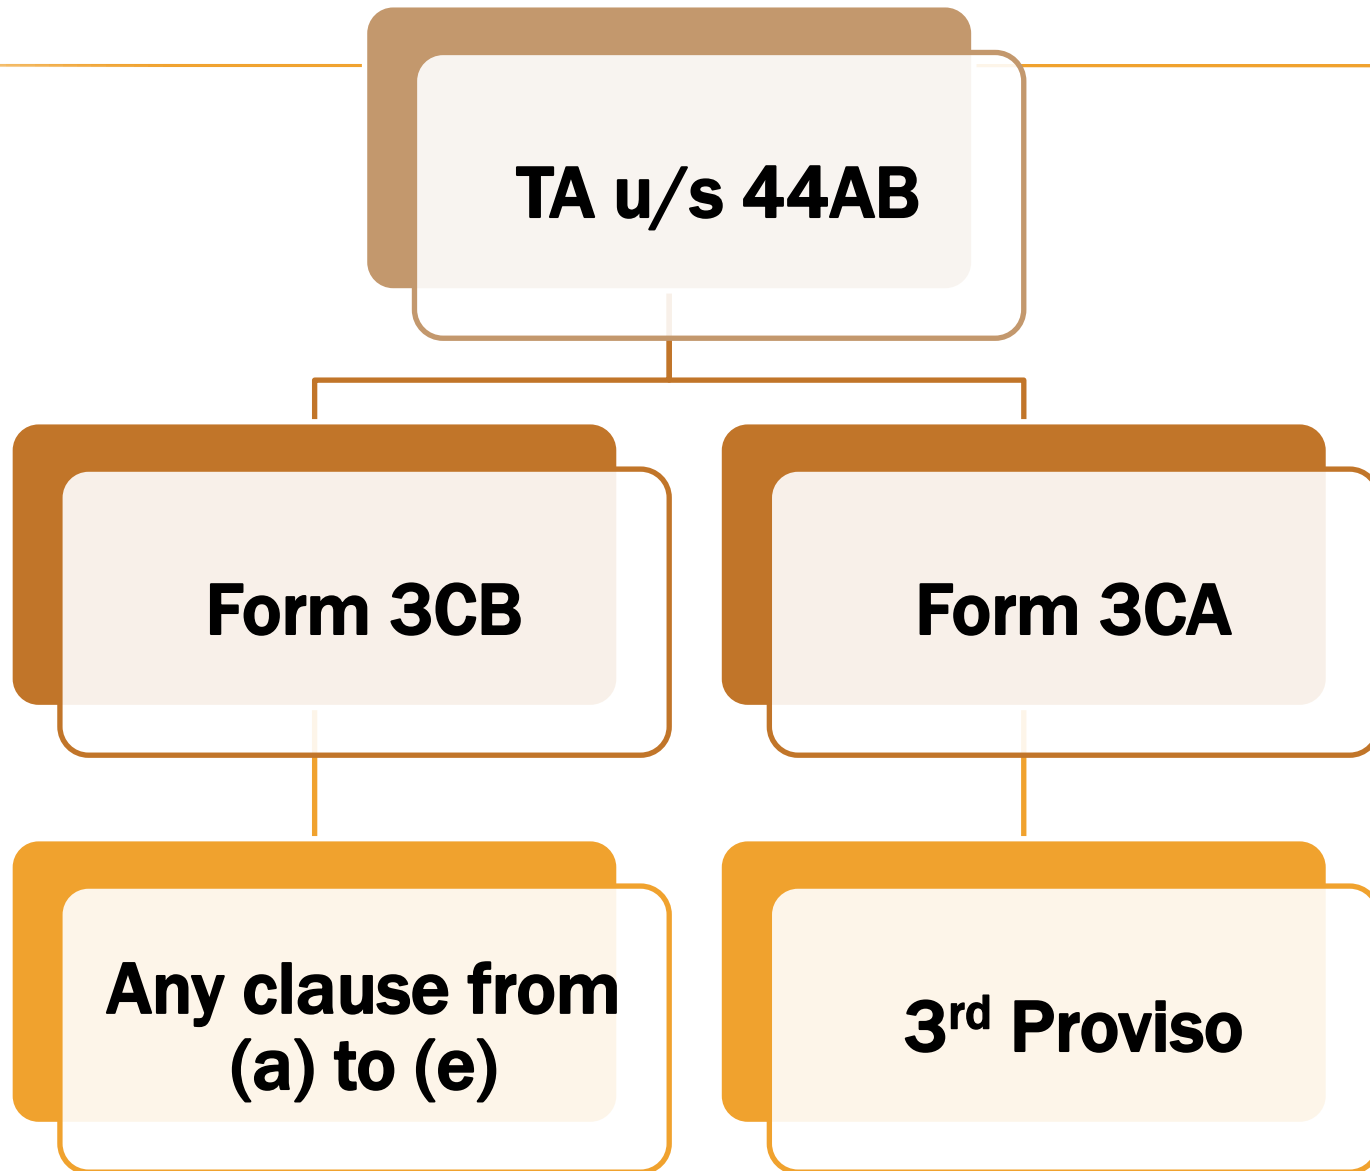 TA u/s 44AB
Form 3CB
Form 3CA
Any clause from
(a) to (e)
3rd Proviso